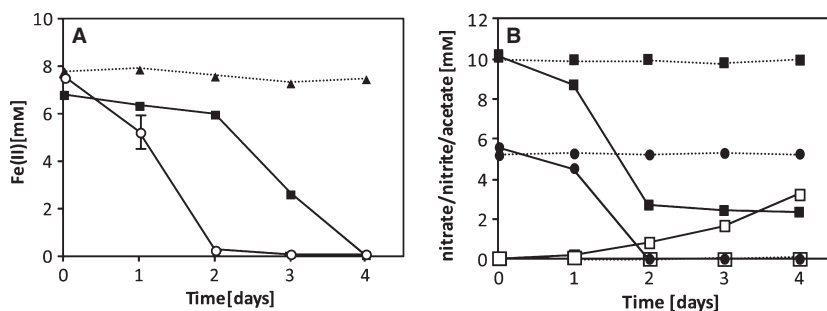 A
Fe(II)[mM]
10
8
6
4
2
0
0 1 2 3 4
Time[days]
B
nitrate/nitrite/acetate [mM]
12
10
8
6
4
2
0
0 1 2 3 4
Time [days]